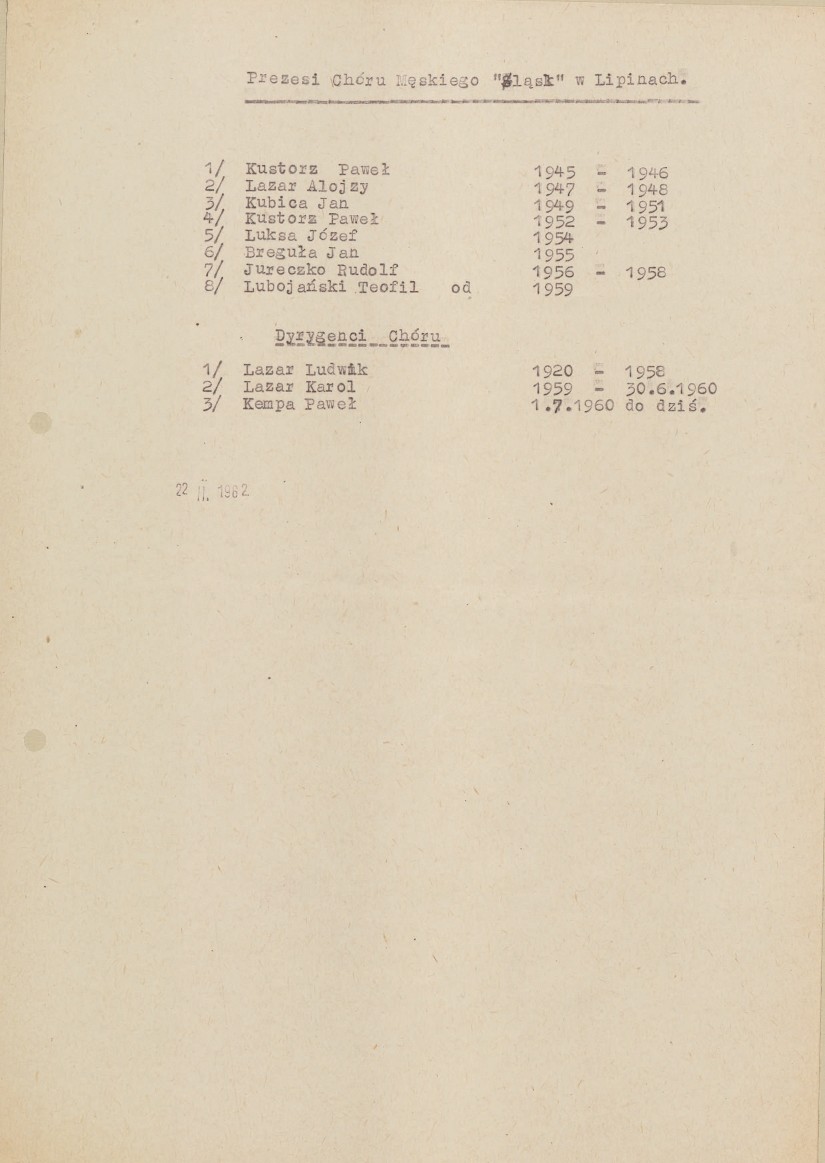 Prezesi Chóru Męskiego "Śląsk" w Lipinach.
1/ Kustorz Paweł 1945 - 1946
2/ Lazar Alojzy 1947 - 1948
3/ Kubica Jan 1949 - 1951
4/ Kustorz Paweł 1952 - 1953
5/ Luksa Józef 1954
6/ Breguła Jan 1955
7/ Jureczko Rudolf 1956 - 1958
8/ Lubojański Teofil od 1959
Dyrygenci Chóru
1/ Lazar Ludwik 1920 - 1958
2/ Lazar Karol 1959 - 30.6.1960
3/ Kempa Paweł 1.7.1960 do dziś.
22 II. 1962